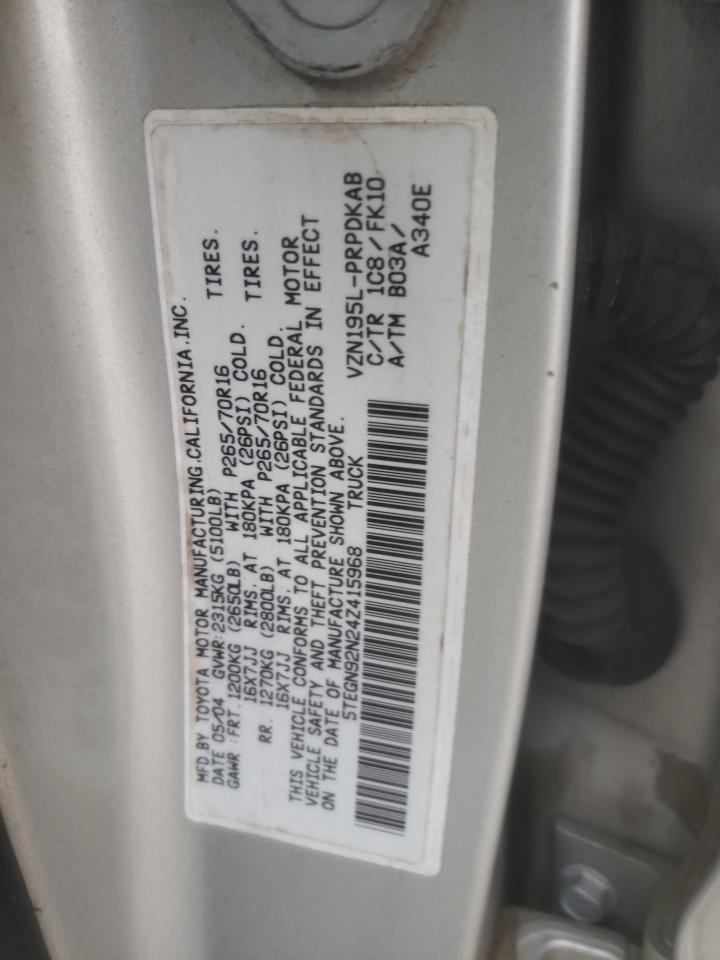 MFD.BY TOYOTA MOTOR MANUFACTURING.CALIFORNIA.INC.
DATE 05/04 GVWR:2315KG (5100LB)
GAWR :FRT.1200KG (2650LB) WITH P265/70R16 TIRES.
16X7JJ RIMS. AT 180KPA (26PSI) COLD.
RR. 1270KG (2800LB) WITH P265/70R16 TIRES.
16X7JJ RIMS. AT 180KPA (26PSI) COLD.
THIS VEHICLE CONFORMS TO ALL APPLICABLE FEDERAL MOTOR
VEHICLE SAFETY AND THEFT PREVENTION STANDARDS IN EFFECT
ON THE DATE OF MANUFACTURE SHOWN ABOVE.
5TEGN92N24Z415968 TRUCK
VZN195L-PRPDKAB
C/TR 1C8/FK10
A/TM B03A/
A340E